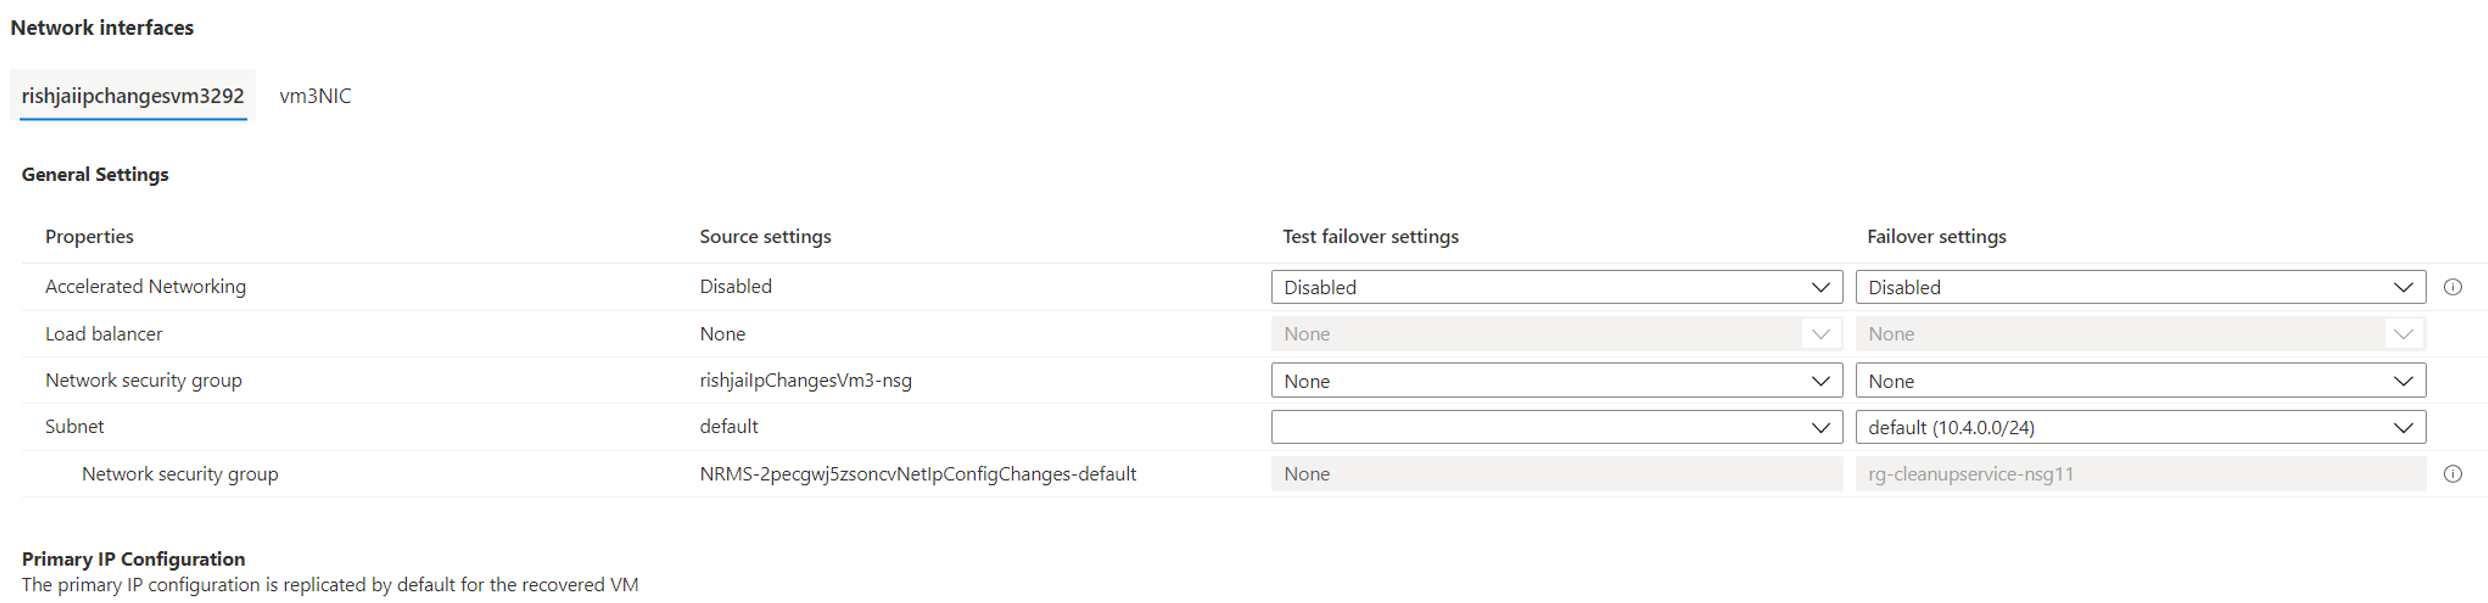 Network interfaces
rishjaiipchangesvm3292 vm3NIC
General Settings
Properties Source settings Test failover settings Failover settings
Accelerated Networking Disabled Disabled Disabled
Load balancer None None None
Network security group rishjaiIpChangesVm3-nsg None None
Subnet default default (10.4.0.0/24)
Network security group NRMS-2pecgwj5zsoncvNetIpConfigChanges-default None rg-cleanupservice-nsg11
Primary IP Configuration
The primary IP configuration is replicated by default for the recovered VM